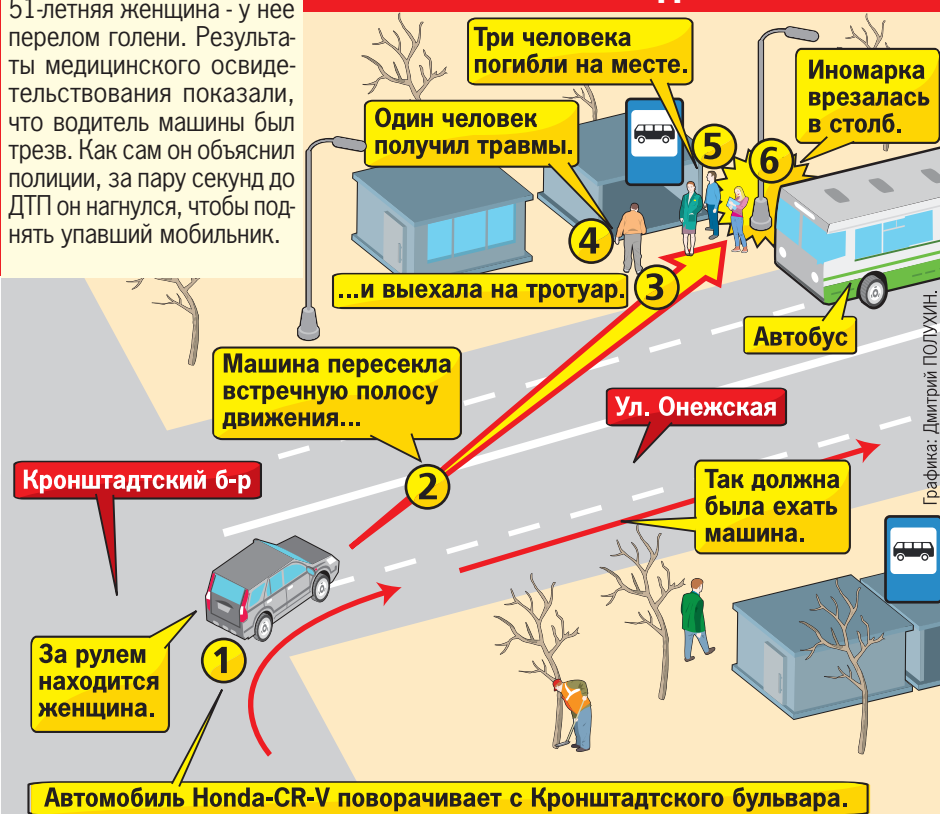 51-летняя женщина - у нее
перелом голени. Результа-
ты медицинского освиде-
тельствования показали,
что водитель машины был
трезв. Как сам он объяснил
полиции, за пару секунд до
ДТП он нагнулся, чтобы под-
нять упавший мобильник.
Три человека
погибли на месте.
Иномарка
врезалась
в столб.
Один человек
получил травмы.
5
6
4
...и выехала на тротуар.
3
Автобус
Машина пересекла
встречную полосу
движения...
2
Ул. Онежская
Кронштадтский б-р
Так должна
была ехать
машина.
За рулем
находится
женщина.
1
Автомобиль Honda-CR-V поворачивает с Кронштадтского бульвара.
Графика: Дмитрий ПОЛУХИН.